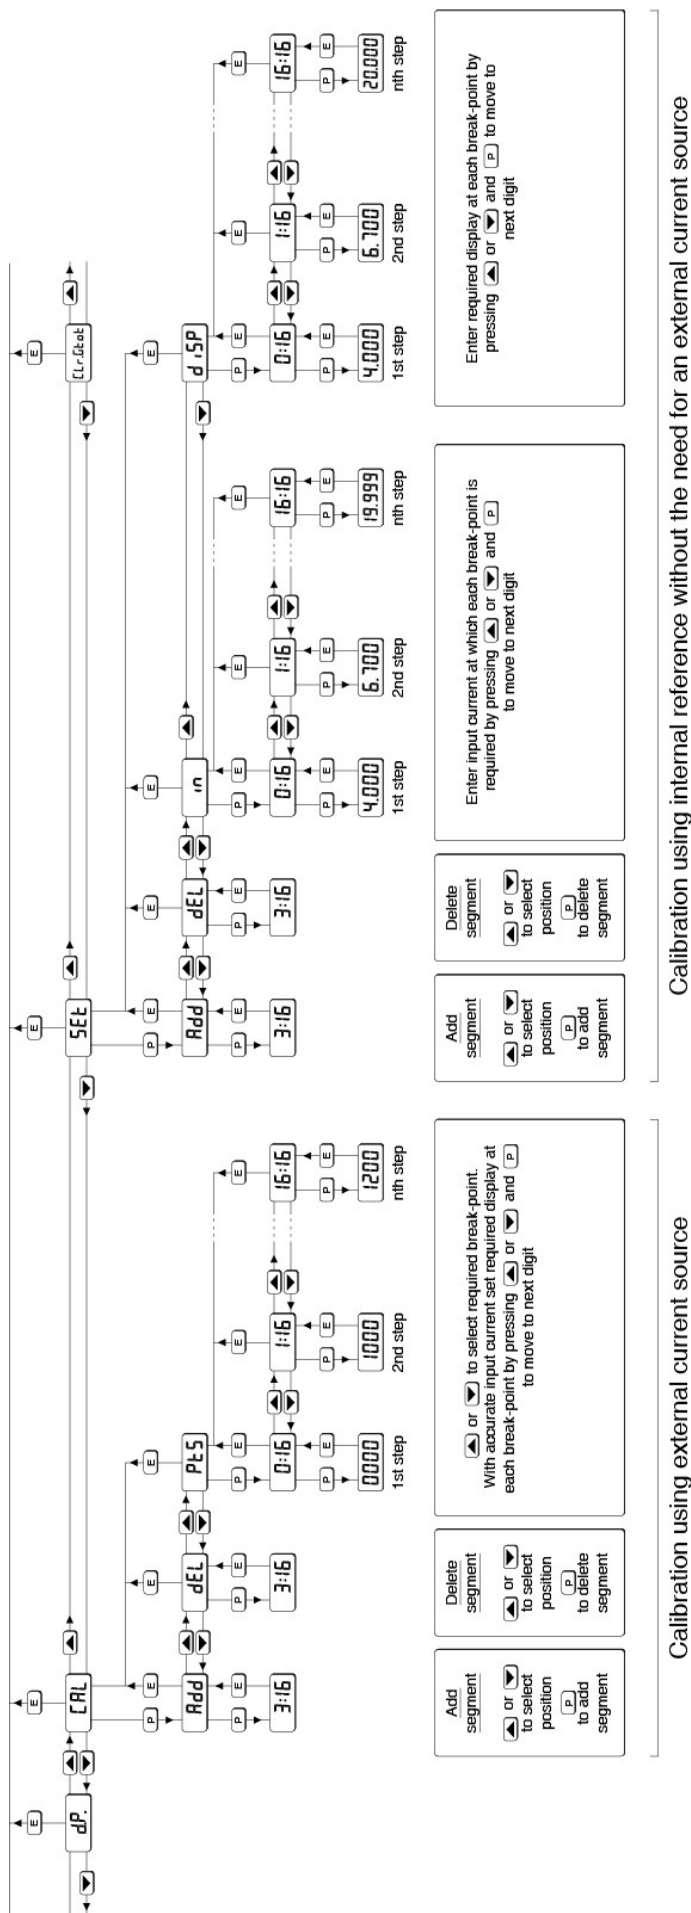 E
d.P.
E
CAL
P
E
Add
P
E
3:16
E
dEL
P
E
3:16
E
PtS
P
E
0:16
P
E
0000
1st step
E
1:16
P
E
1000
2nd step
E
16:16
P
E
1200
nth step
Add
segment
▲ or ▼
to select
position
P
to add
segment
Delete
segment
▲ or ▼
to select
position
P
to delete
segment
▲ or ▼ to select required break-point.
With accurate input current set required display at
each break-point by pressing ▲ or ▼ and P
to move to next digit
Calibration using external current source
E
SEt
P
E
Add
P
E
3:16
E
dEL
P
E
3:16
E
in
P
E
0:16
P
E
4.000
1st step
E
1:16
P
E
6.700
2nd step
E
16:16
P
E
19.999
nth step
E
diSP
P
E
0:16
P
E
4.000
1st step
E
1:16
P
E
6.700
2nd step
E
16:16
P
E
20.000
nth step
E
Clr.Gtot
Add
segment
▲ or ▼
to select
position
P
to add
segment
Delete
segment
▲ or ▼
to select
position
P
to delete
segment
Enter input current at which each break-point is
required by pressing ▲ or ▼ and P
to move to next digit
Enter required display at each break-point by
pressing ▲ or ▼ and P to move to
next digit
Calibration using internal reference without the need for an external current source